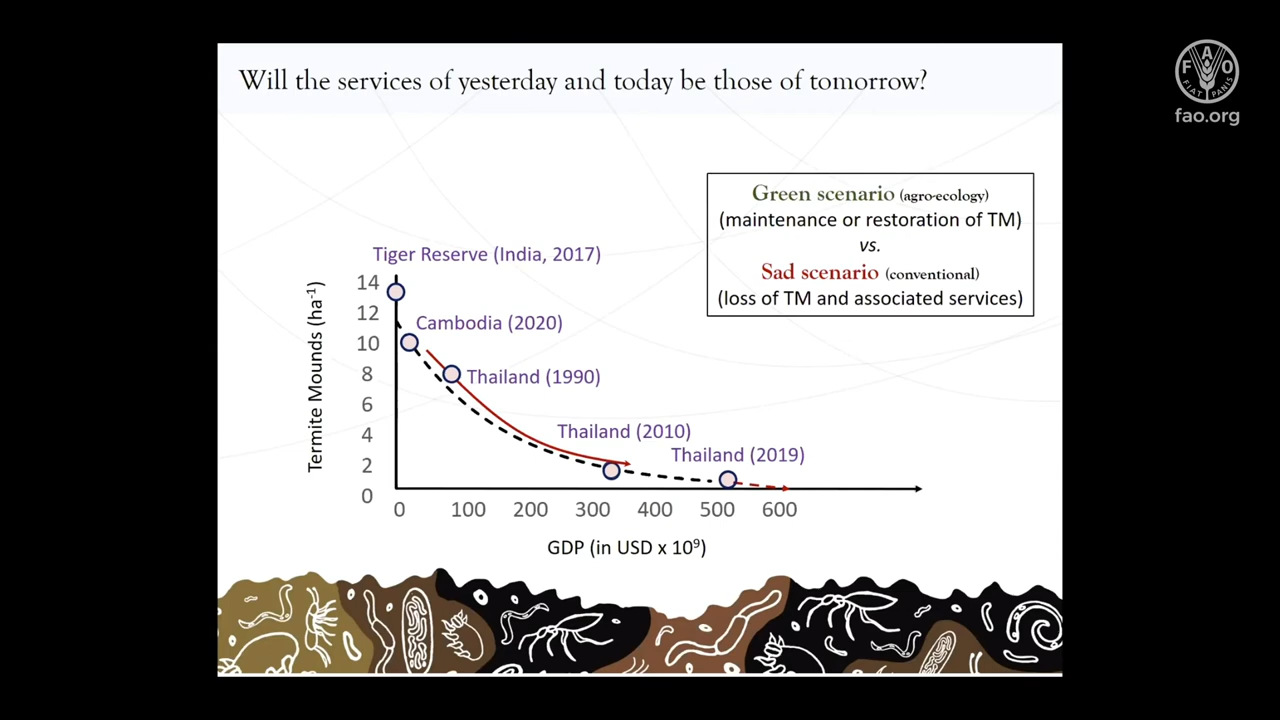 Will the services of yesterday and today be those of tomorrow?
F A O
FIAT PANIS
fao.org
Green scenario (agro-ecology)
(maintenance or restoration of TM)
vs.
Sad scenario (conventional)
(loss of TM and associated services)
Tiger Reserve (India, 2017)
Cambodia (2020)
Thailand (1990)
Thailand (2010)
Thailand (2019)
Termite Mounds (ha⁻¹)
14
12
10
8
6
4
2
0
0 100 200 300 400 500 600
GDP (in USD x 10⁹)